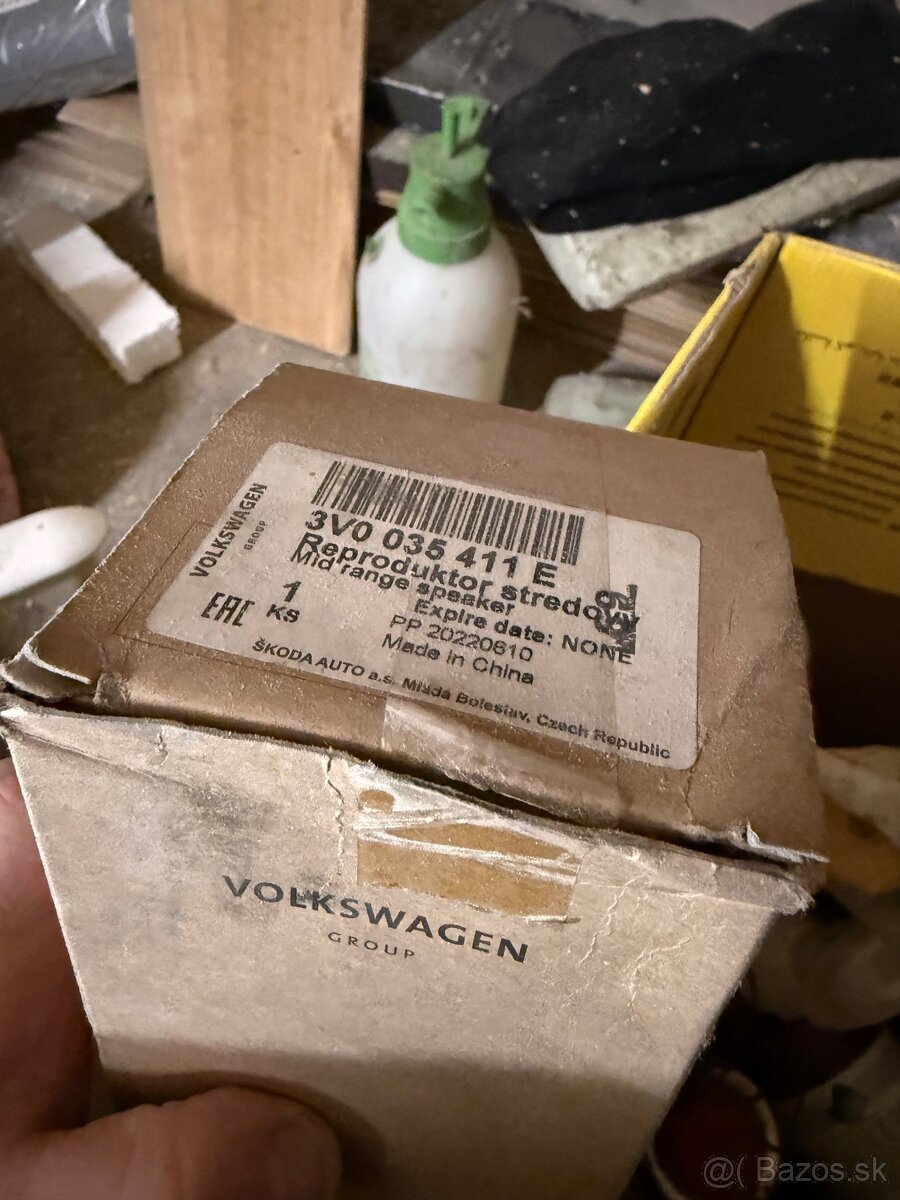 VOLKSWAGEN
GROUP
3V0 035 411 E
Reproduktor stredovy
Mid range speaker
1
KS
Expire date: NONE
PP 20220610
EAC
Made in China
ŠKODA AUTO a.s. Mladá Boleslav, Czech Republic
VOLKSWAGEN
GROUP
@( Bazos.sk